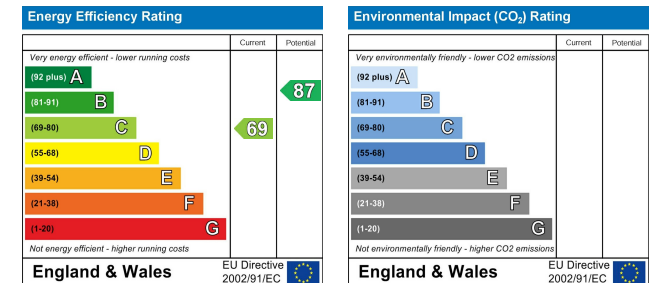 Energy Efficiency Rating
Current Potential
Very energy efficient - lower running costs
(92 plus) A
(81-91) B
87
(69-80) C
69
(55-68) D
(39-54) E
(21-38) F
(1-20) G
Not energy efficient - higher running costs
England & Wales
EU Directive
2002/91/EC
Environmental Impact (CO₂) Rating
Current Potential
Very environmentally friendly - lower CO2 emissions
(92 plus) A
(81-91) B
(69-80) C
(55-68) D
(39-54) E
(21-38) F
(1-20) G
Not environmentally friendly - higher CO2 emissions
England & Wales
EU Directive
2002/91/EC